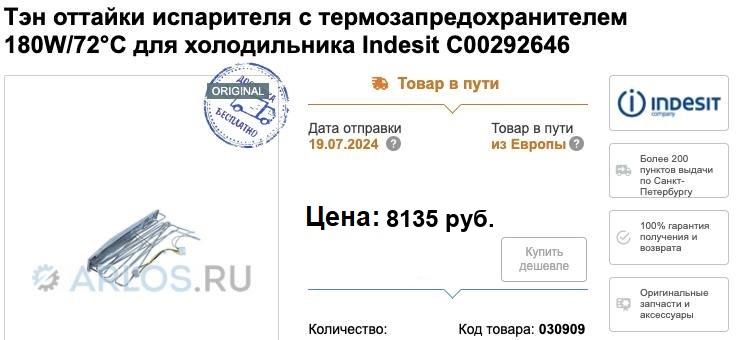 Тэн оттайки испарителя с термозапредохранителем
180W/72°C для холодильника Indesit C00292646
ORIGINAL
ДОСТАВКА
БЕСПЛАТНО
Товар в пути
Дата отправки
19.07.2024 ?
Товар в пути
из Европы ?
Цена: 8135 руб.
Купить
дешевле
Количество:
Код товара: 030909
ARLOS.RU
INDESIT
company
Более 200
пунктов выдачи
по Санкт-
Петербургу
100% гарантия
получения и
возврата
Оригинальные
запчасти и
аксессуары